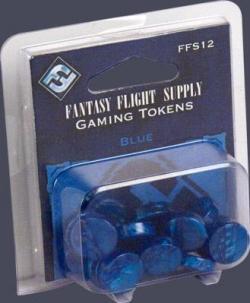 FFS12
FANTASY FLIGHT SUPPLY
GAMING TOKENS
BLUE